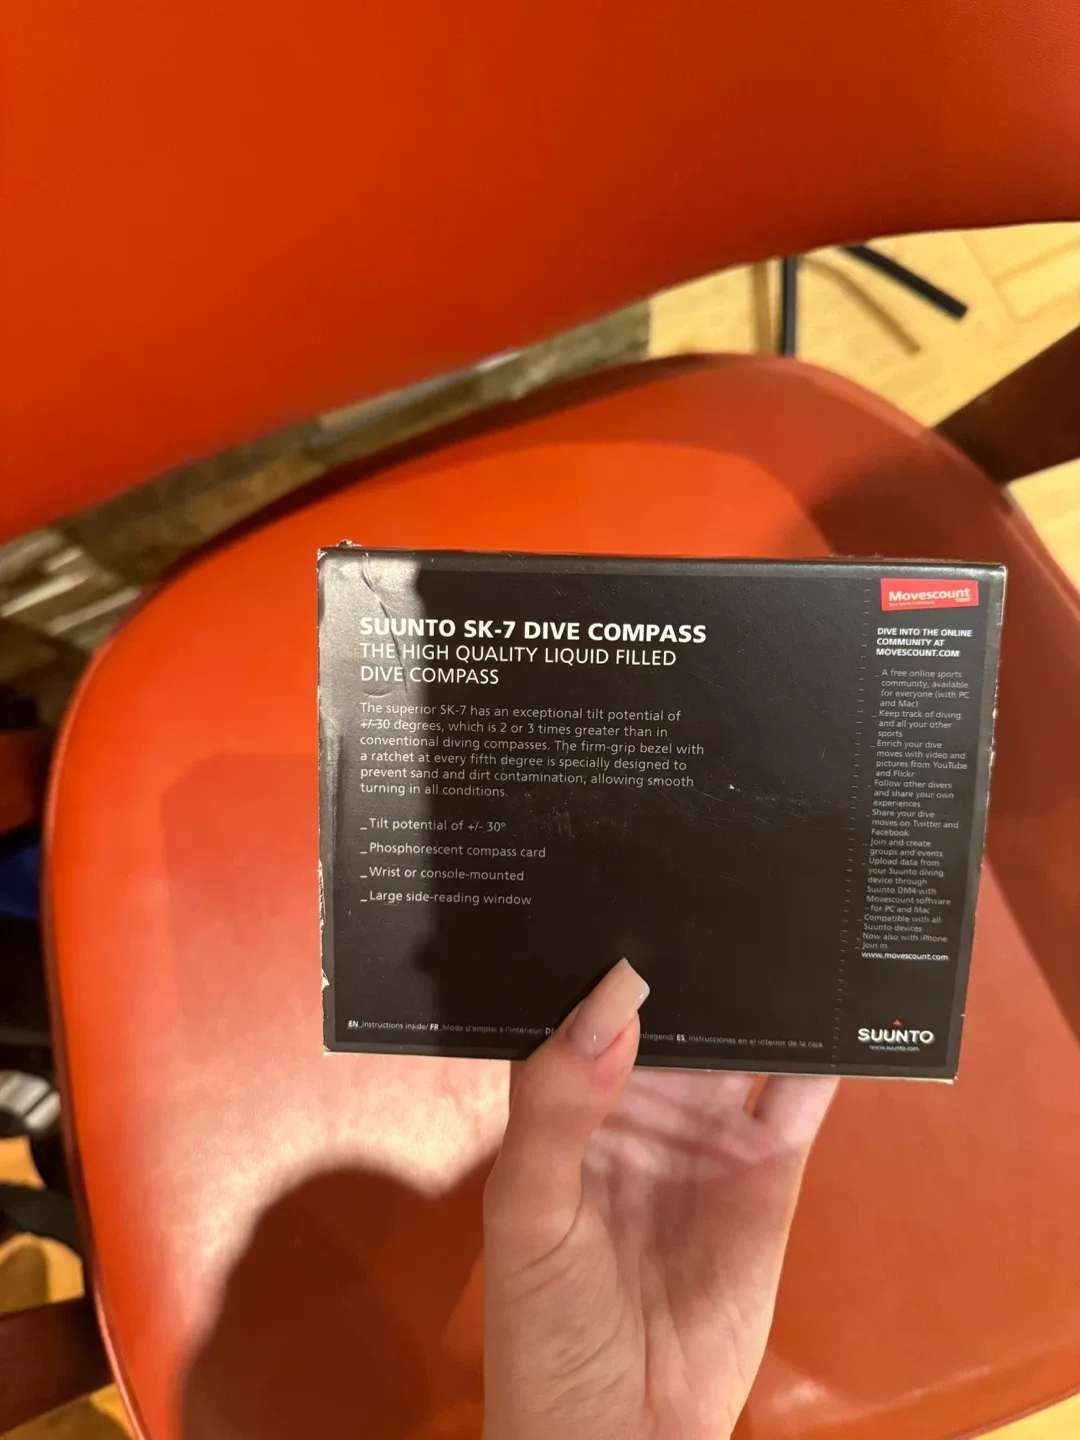 SUUNTO SK-7 DIVE COMPASS
THE HIGH QUALITY LIQUID FILLED
DIVE COMPASS
The superior SK-7 has an exceptional tilt potential of
+/-30 degrees, which is 2 or 3 times greater than in
conventional diving compasses. The firm-grip bezel with
a ratchet at every fifth degree is specially designed to
prevent sand and dirt contamination, allowing smooth
turning in all conditions.
_Tilt potential of +/- 30°
_Phosphorescent compass card
_Wrist or console-mounted
_Large side-reading window
EN_Instructions inside/ FR_Mode d'emploi à l'intérieur/ ES_Instrucciones en el interior de la caja
Movescount
DIVE INTO THE ONLINE
COMMUNITY AT
MOVESCOUNT.COM
_A free online sports
community, available
for everyone (with PC
and Mac)
_Keep track of diving
and all your other
sports
_Enrich your dive
moves with video and
pictures from YouTube
and Flickr
_Follow other divers
and share your own
experiences
_Share your dive
moves on Twitter and
Facebook
_Join and create
groups and events
_Upload data from
your Suunto diving
device through
Suunto DM4 with
Movescount software
- for PC and Mac
_Compatible with all
Suunto devices
_Now also with iPhone
_Join in.
www.movescount.com
SUUNTO
www.suunto.com